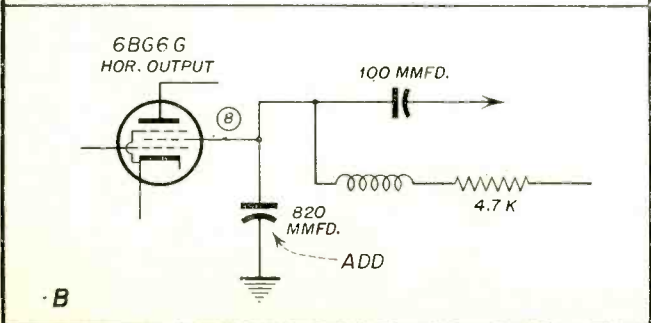 6BG6G
HOR. OUTPUT
100 MMFD.
8
4.7 K
820
MMFD.
ADD
B